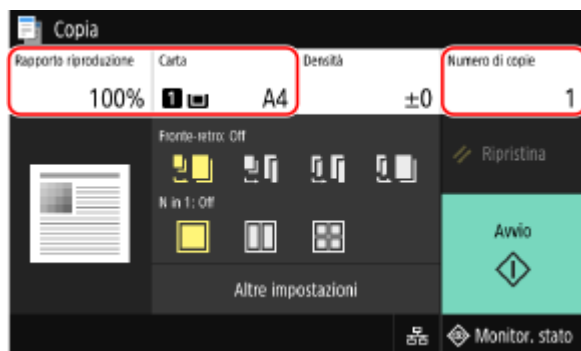 Copia
Rapporto riproduzione Carta Densità Numero di copie
100% 1 A4 ±0 1
Fronte-retro: Off
Ripristina
N in 1: Off
Avvio
Altre impostazioni
Monitor. stato